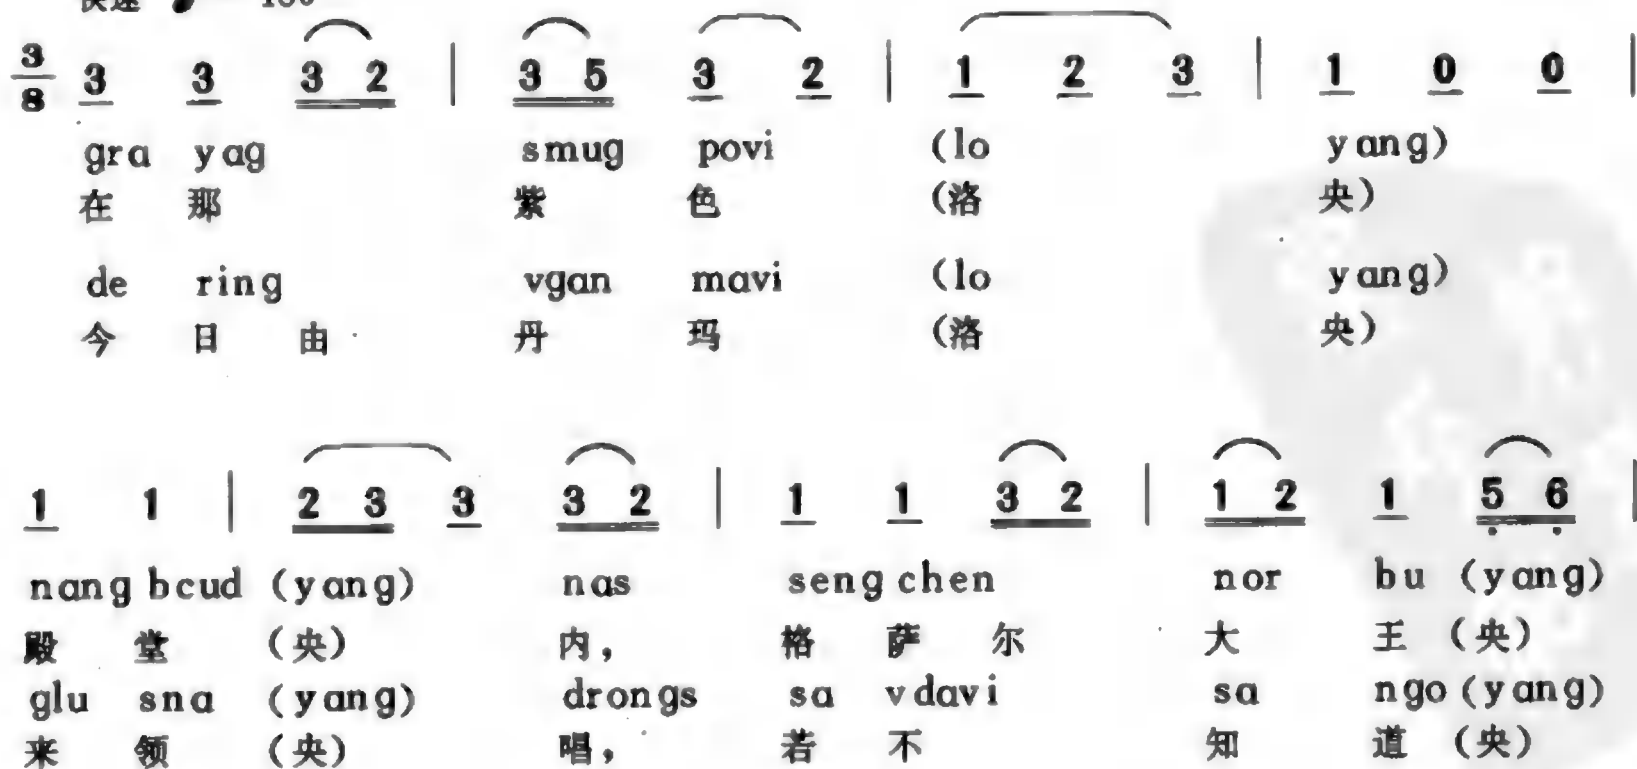 3/8 3 3 3 2 | 3 5 3 2 | 1 2 3 | 1 0 0 |
gra yag smug povi (lo yang)
在 那 紫 色 (洛 央)
de ring vgan mavi (lo yang)
今 日 由 丹 玛 (洛 央)
1 1 | 2 3 3 3 2 | 1 1 3 2 | 1 2 1 5 6 |
nang bcud (yang) nas seng chen nor bu (yang)
殿 堂 (央) 内, 格 萨 尔 大 王 (央)
glu sna (yang) drongs sa vdavi sa ngo (yang)
来 领 (央) 唱, 若 不 知 道 (央)